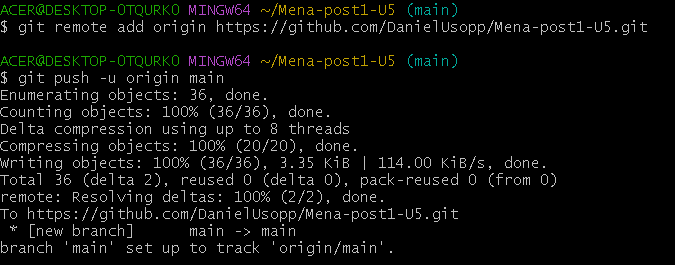 ACER@DESKTOP-OTQURKO MINGW64 ~/Mena-post1-U5 (main)
$ git remote add origin https://github.com/DanielUsopp/Mena-post1-U5.git
ACER@DESKTOP-OTQURKO MINGW64 ~/Mena-post1-U5 (main)
$ git push -u origin main
Enumerating objects: 36, done.
Counting objects: 100% (36/36), done.
Delta compression using up to 8 threads
Compressing objects: 100% (20/20), done.
Writing objects: 100% (36/36), 3.35 KiB | 114.00 KiB/s, done.
Total 36 (delta 2), reused 0 (delta 0), pack-reused 0 (from 0)
remote: Resolving deltas: 100% (2/2), done.
To https://github.com/DanielUsopp/Mena-post1-U5.git
 * [new branch]      main -> main
branch 'main' set up to track 'origin/main'.